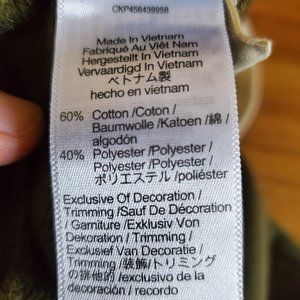 CKP456439958
Made In Vietnam
Fabriqué Au Viêt Nam
Hergestellt In Vietnam
Vervaardigd In Vietnam
ベトナム製
hecho en vietnam
60% Cotton /Coton /
Baumwolle /Katoen /綿 /
algodón
40% Polyester /Polyester /
Polyester /Polyester /
ポリエステル /poliéster
Exclusive Of Decoration /
Trimming /Sauf De Décoration
/ Garniture /Exklusiv Von
Dekoration / Trimming /
Exclusief Van Decoratie /
Trimming /装飾/トリミング
の排他的 /exclusivo de la
decoración / recorado